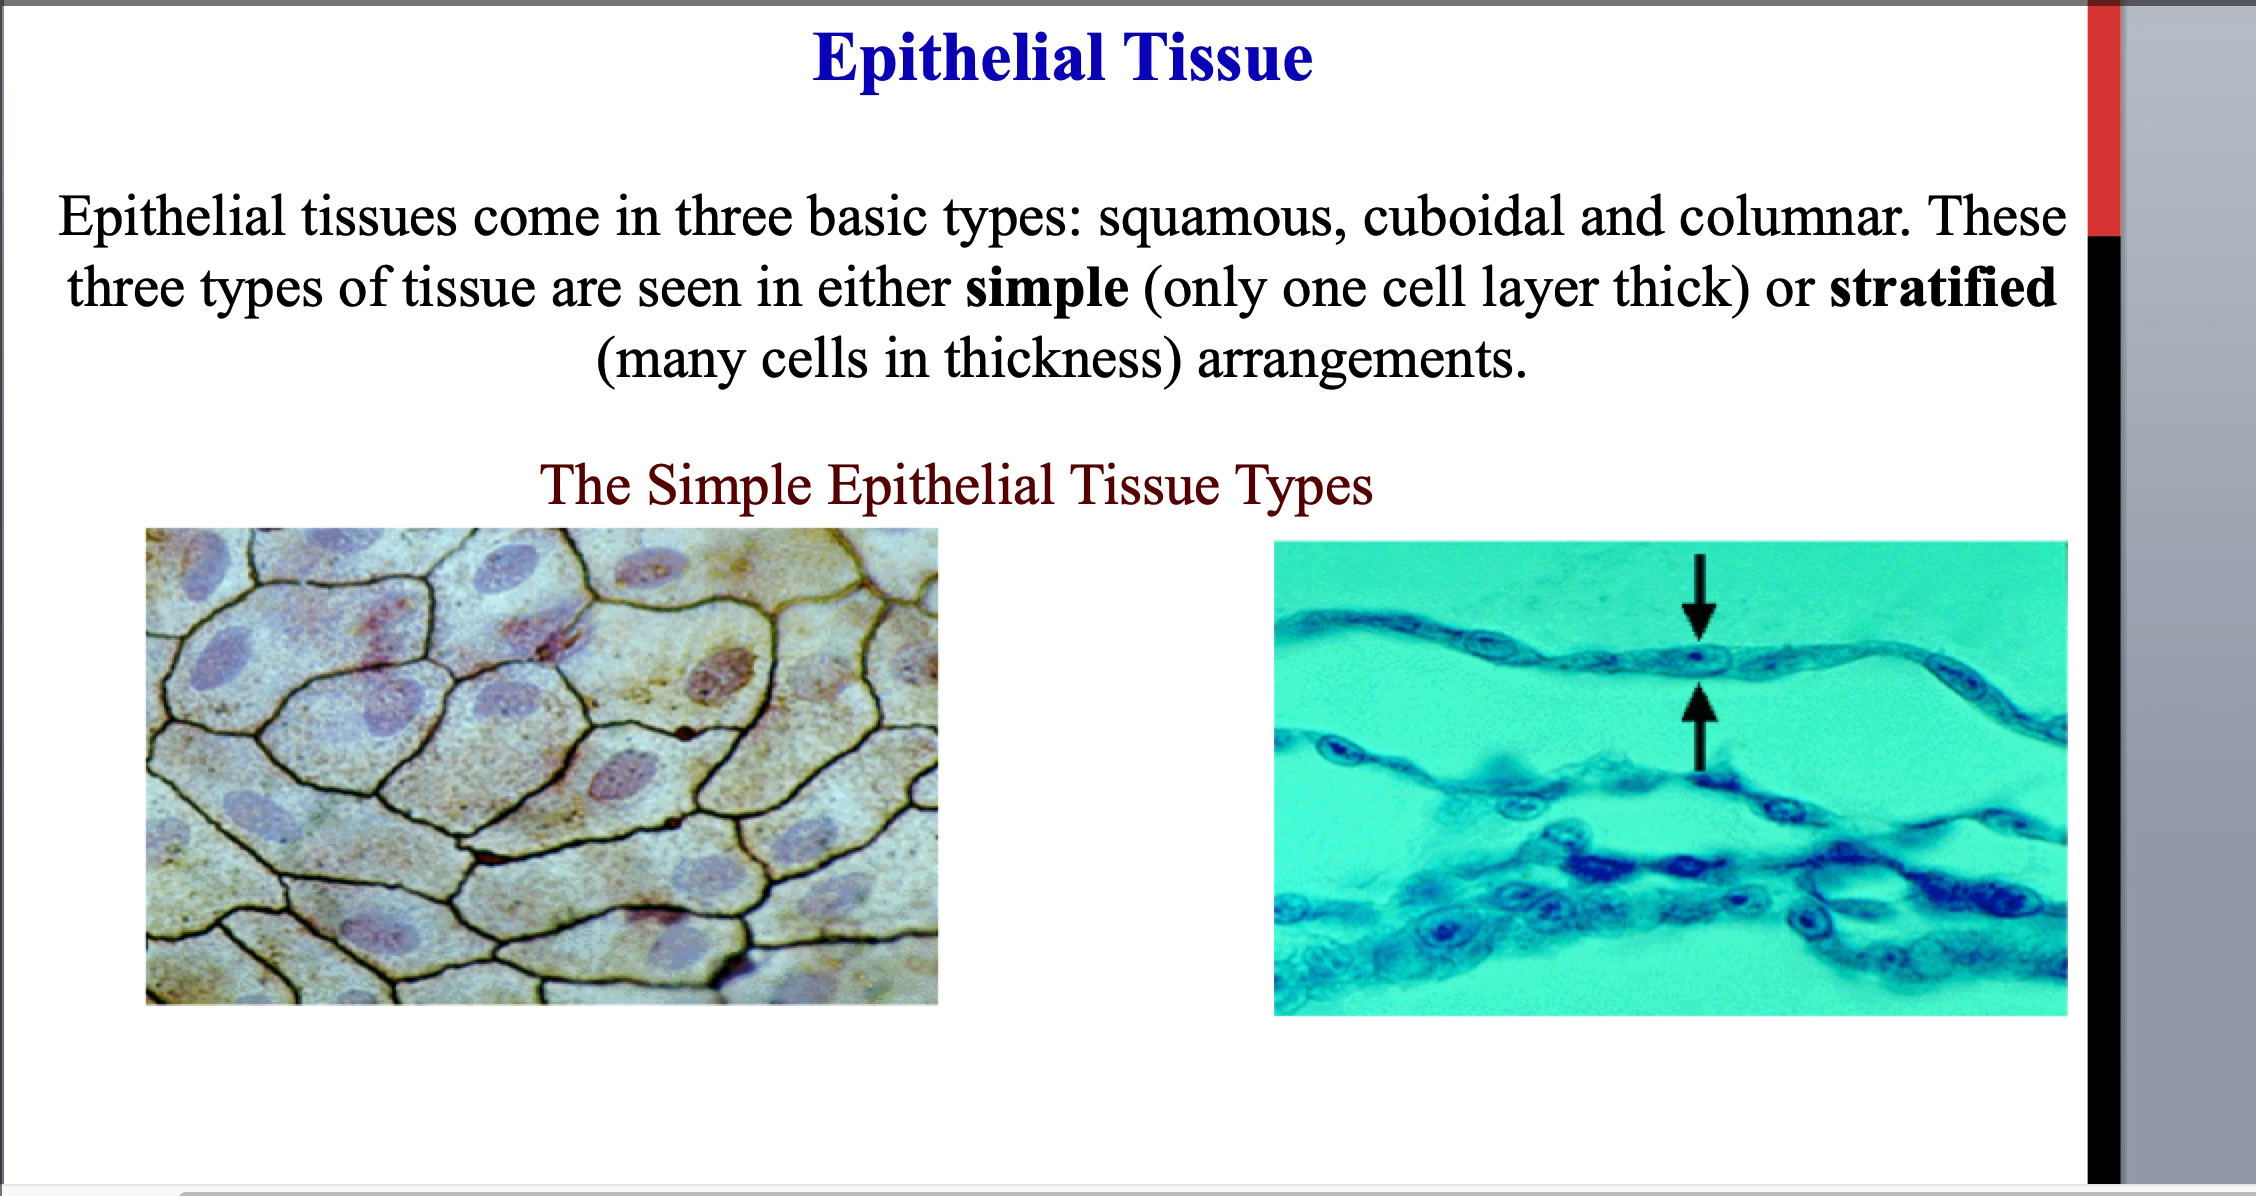 Epithelial Tissue
Epithelial tissues come in three basic types: squamous, cuboidal and columnar. These
three types of tissue are seen in either simple (only one cell layer thick) or stratified
(many cells in thickness) arrangements.
The Simple Epithelial Tissue Types